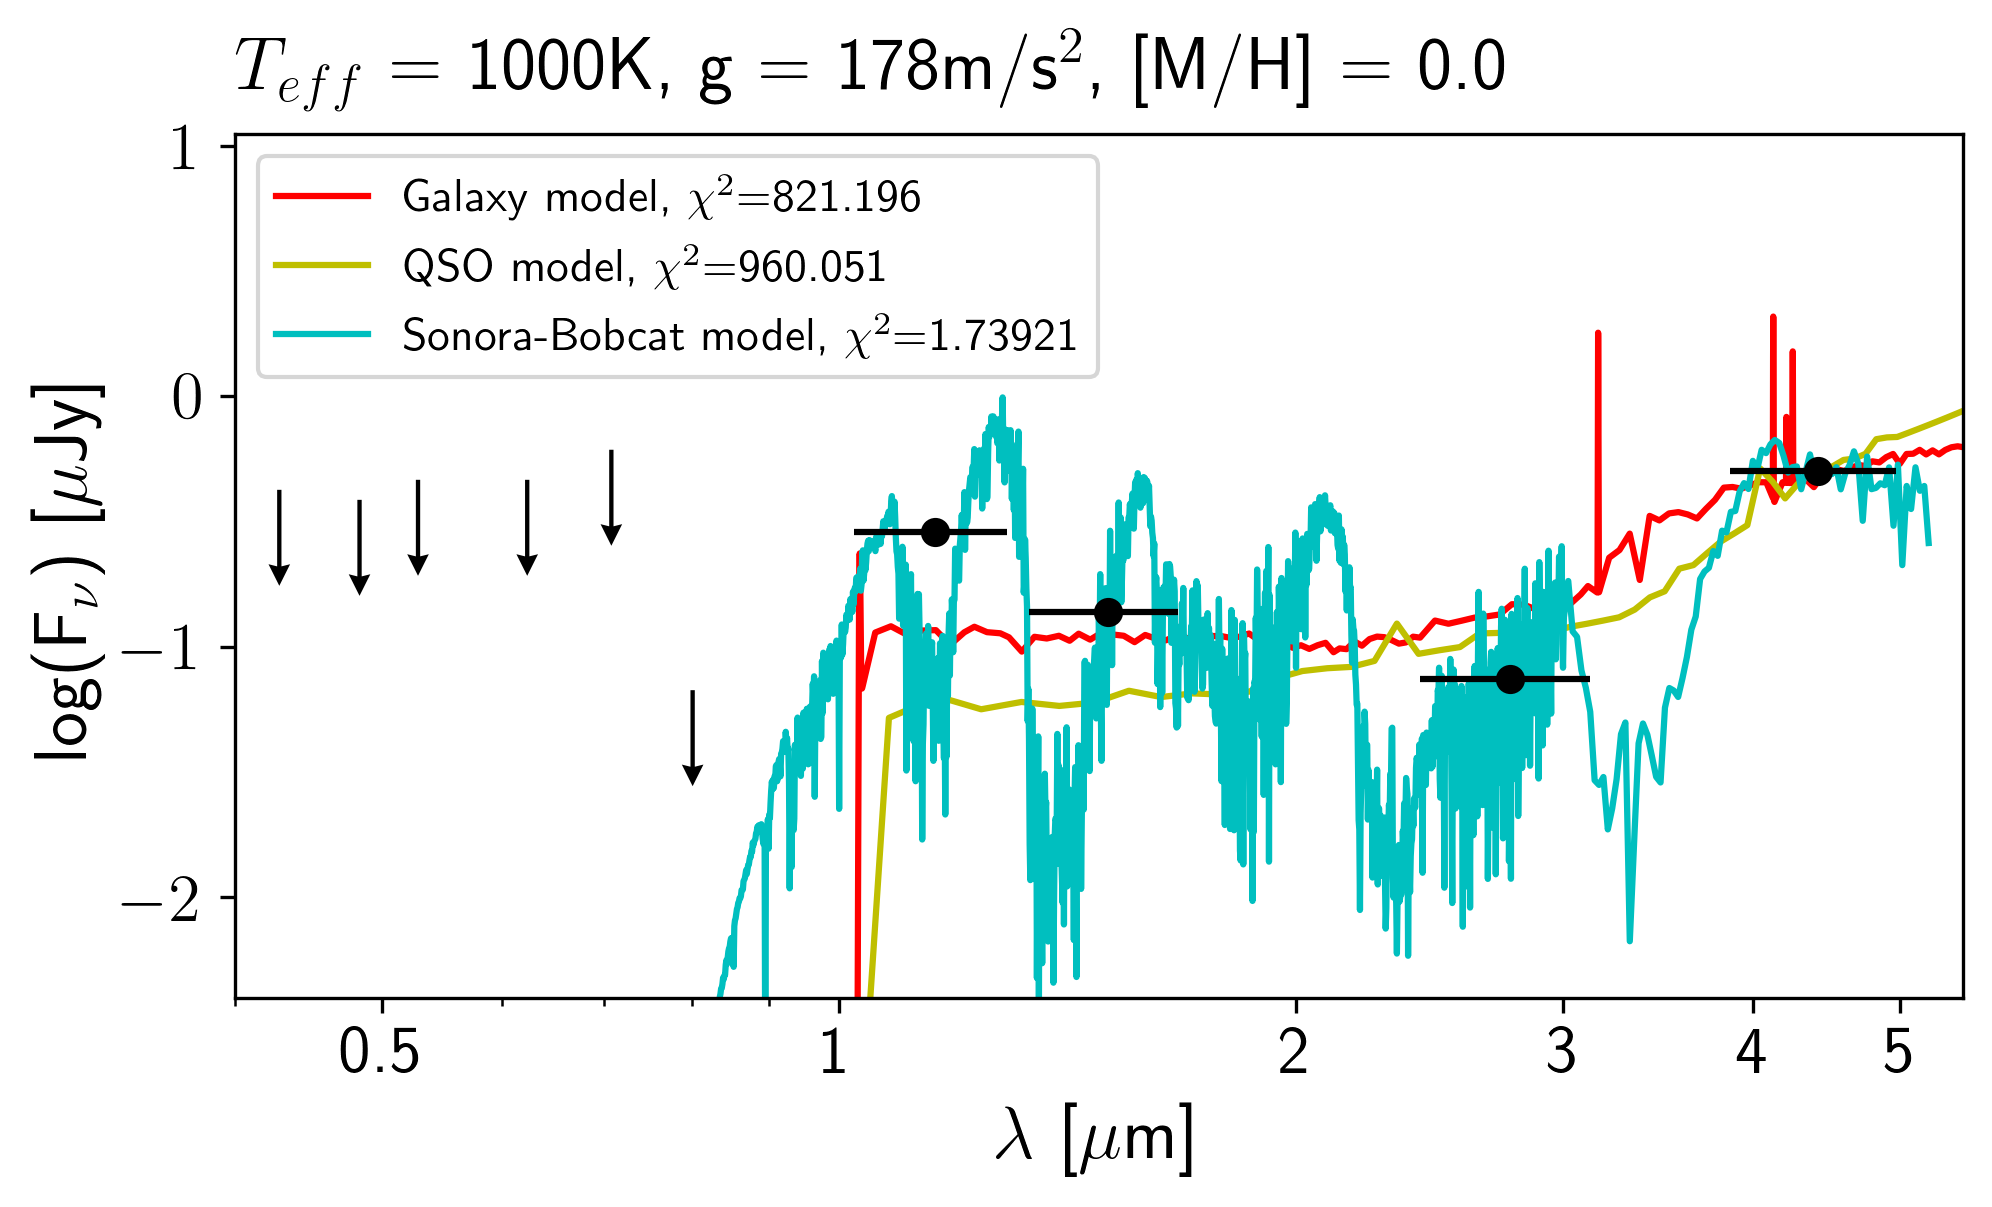 T_eff = 1000K, g = 178m/s², [M/H] = 0.0
Galaxy model, χ²=821.196
QSO model, χ²=960.051
Sonora-Bobcat model, χ²=1.73921
log(F_ν) [μJy]
1
0
−1
−2
0.5 1 2 3 4 5
λ [μm]